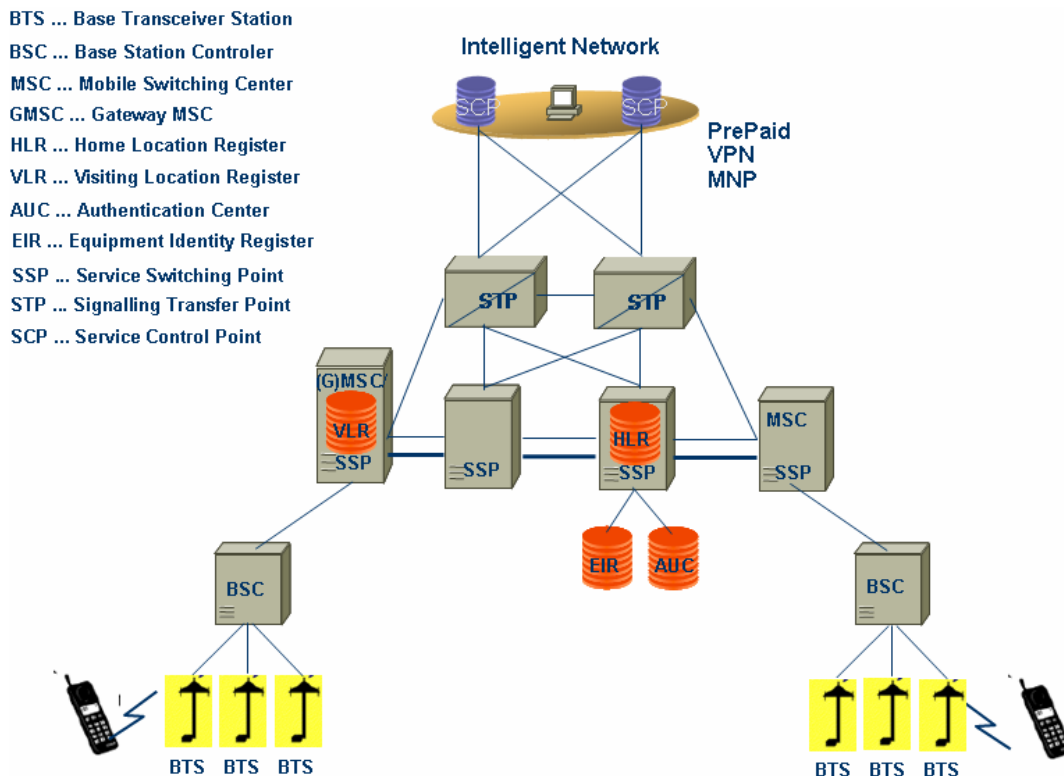 BTS ... Base Transceiver Station
BSC ... Base Station Controler
MSC ... Mobile Switching Center
GMSC ... Gateway MSC
HLR ... Home Location Register
VLR ... Visiting Location Register
AUC ... Authentication Center
EIR ... Equipment Identity Register
SSP ... Service Switching Point
STP ... Signalling Transfer Point
SCP ... Service Control Point
Intelligent Network
SCP
SCP
PrePaid
VPN
MNP
STP
STP
(G)MSC/
VLR
SSP
SSP
HLR
SSP
MSC
SSP
EIR
AUC
BSC
BSC
BTS
BTS
BTS
BTS
BTS
BTS